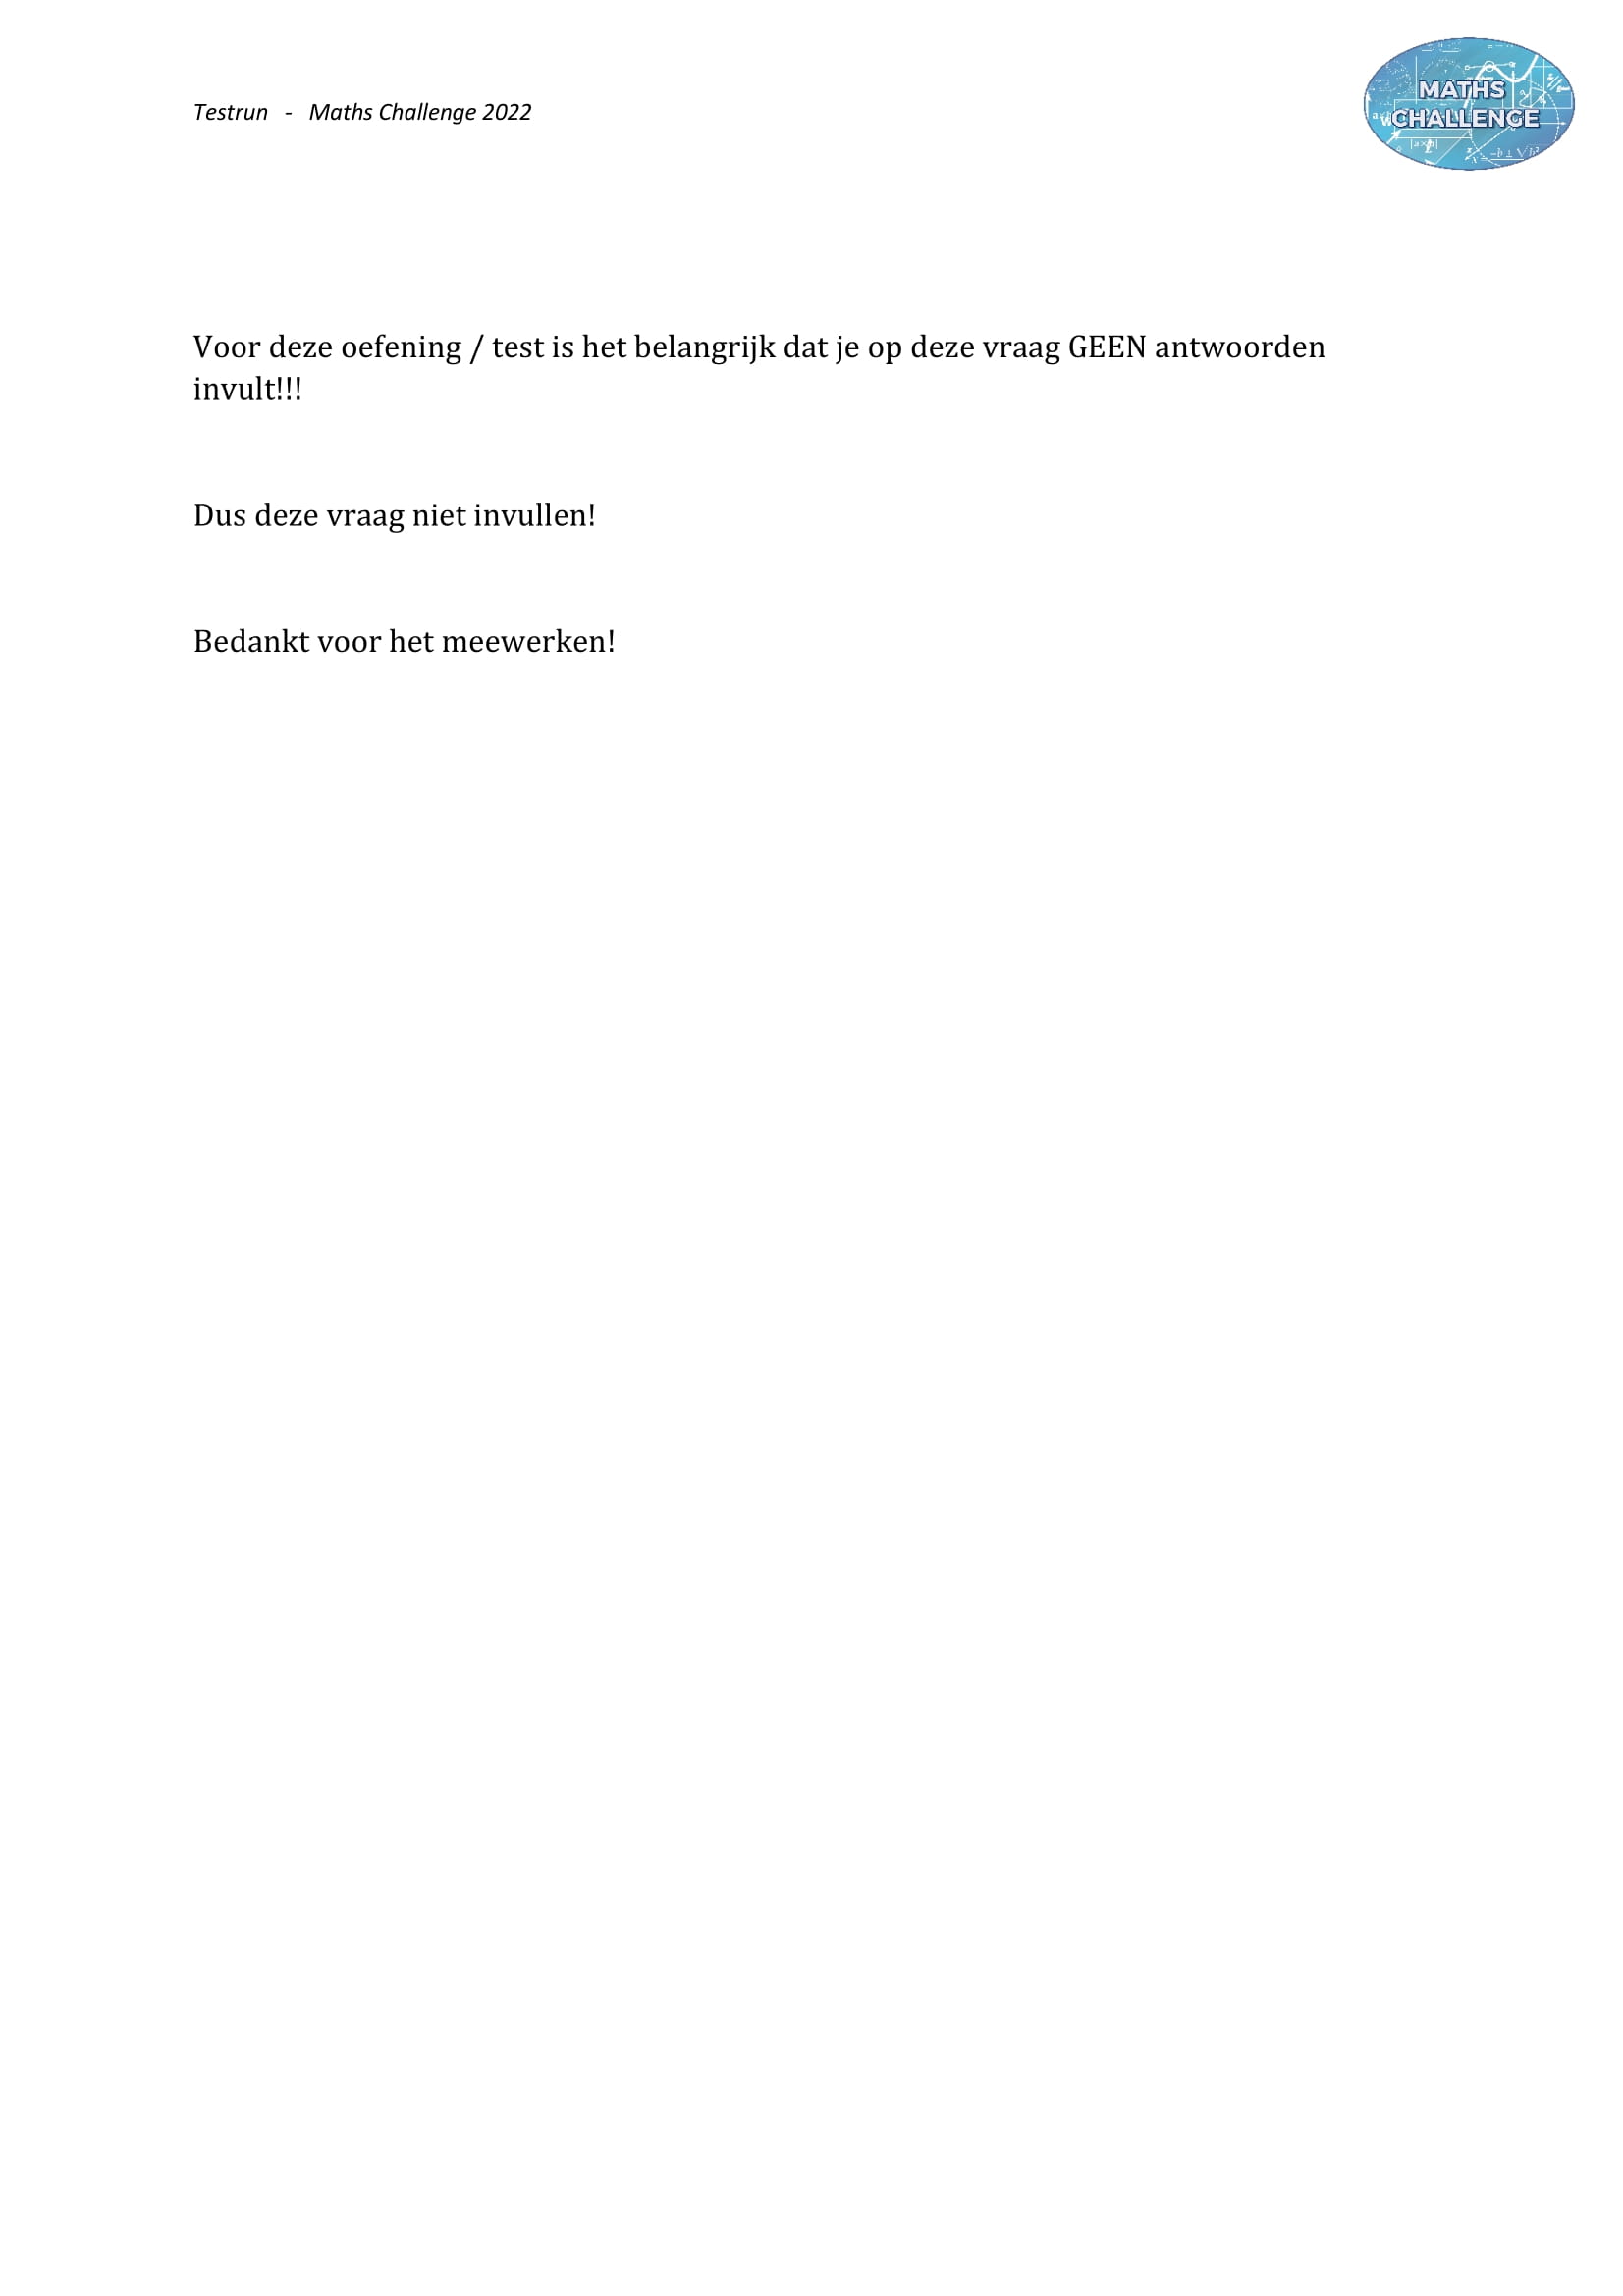 Testrun - Maths Challenge 2022
MATHS
CHALLENGE
Voor deze oefening / test is het belangrijk dat je op deze vraag GEEN antwoorden
invult!!!
Dus deze vraag niet invullen!
Bedankt voor het meewerken!